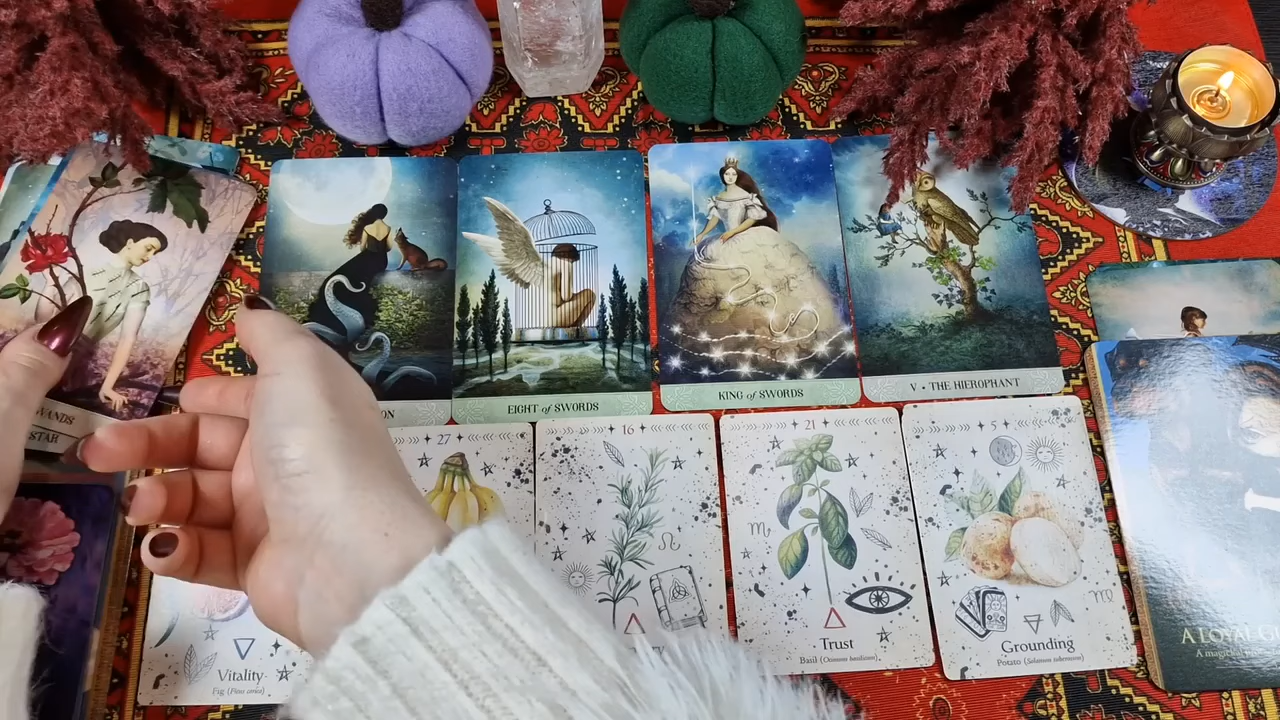 WANDS
STAR
ON
EIGHT of SWORDS
KING of SWORDS
V • THE HIEROPHANT
27
16
21
5
Vitality
Fig (Ficus carica)
Trust
Basil (Ocimum basilicum)
Grounding
Potato (Solanum tuberosum)
A LOYAL
A magical